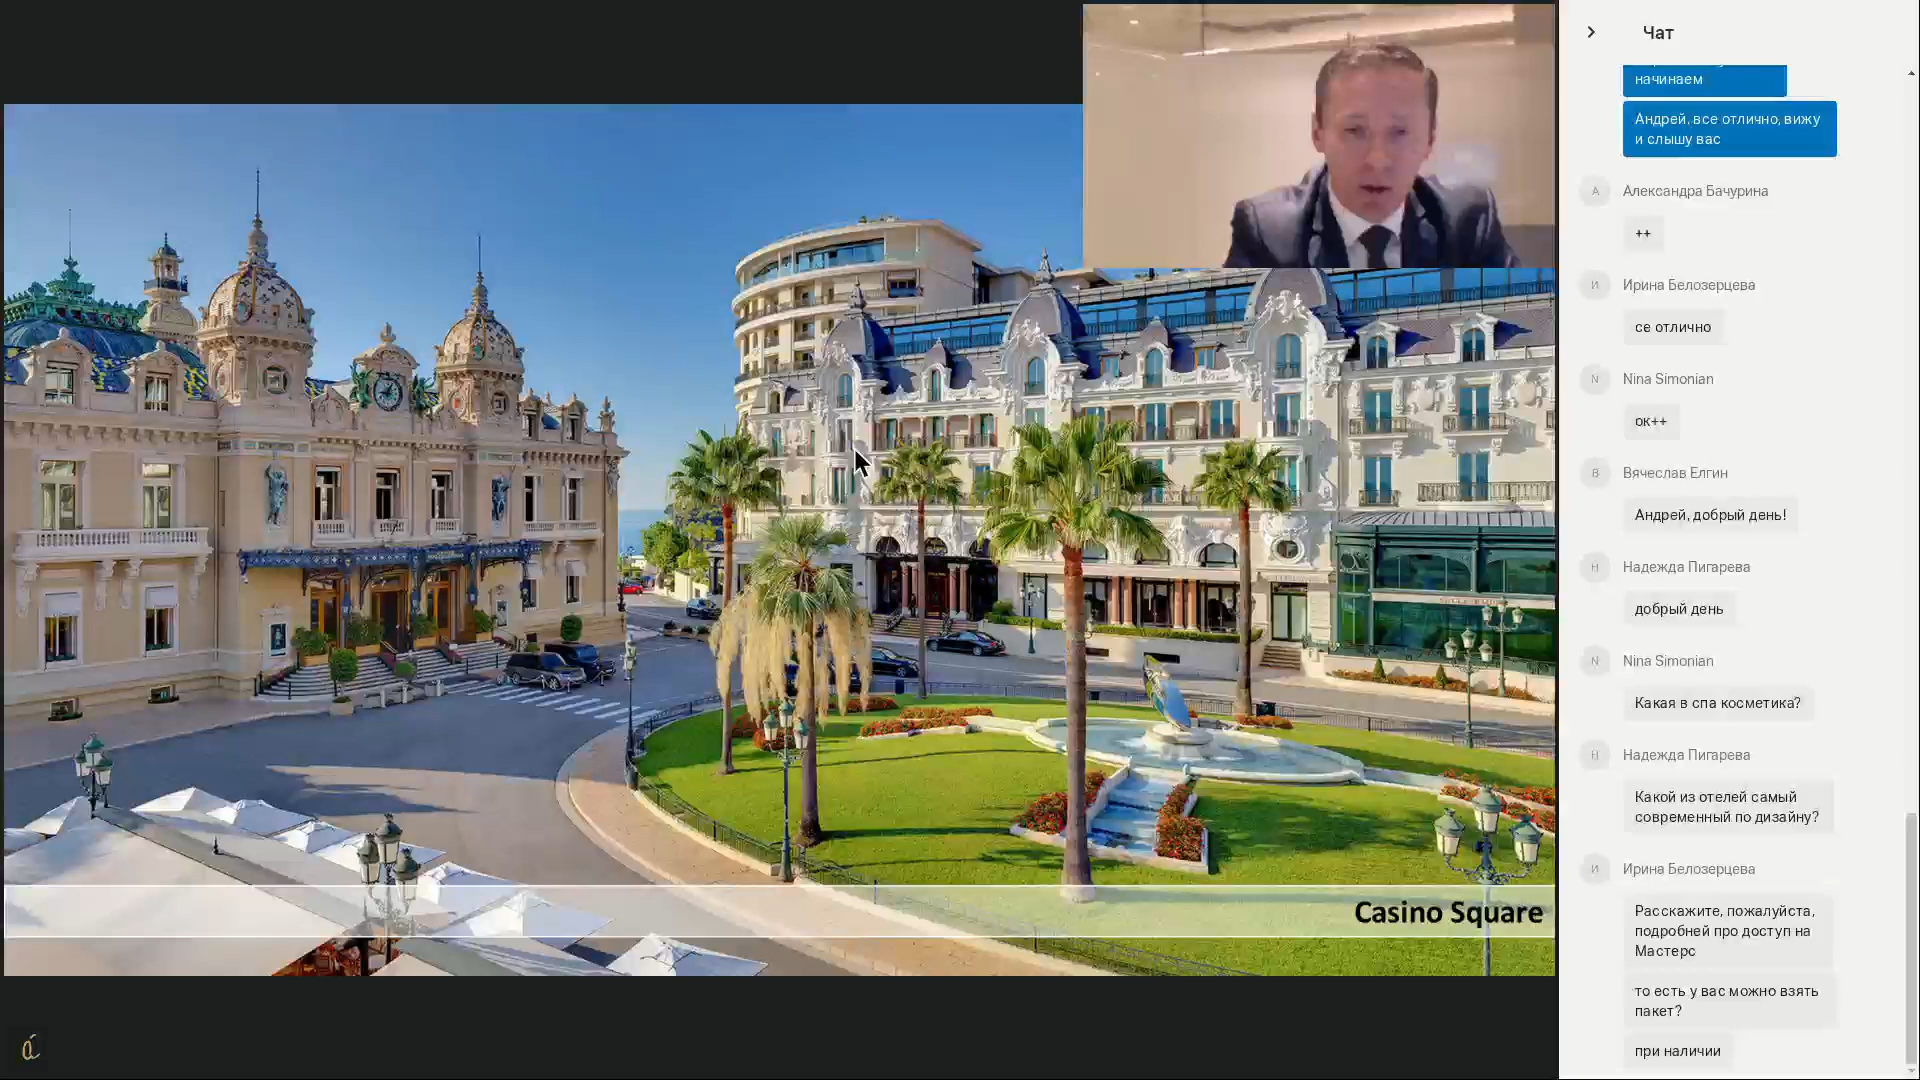 Чат
начинаем
Андрей, все отлично, вижу
и слышу вас
А
Александра Бачурина
++
И
Ирина Белозерцева
се отлично
N
Nina Simonian
ок++
В
Вячеслав Елгин
Андрей, добрый день!
Н
Надежда Пигарева
добрый день
N
Nina Simonian
Какая в спа косметика?
Н
Надежда Пигарева
Какой из отелей самый
современный по дизайну?
И
Ирина Белозерцева
Расскажите, пожалуйста,
подробней про доступ на
Мастерс
то есть у вас можно взять
пакет?
при наличии
Casino Square
á